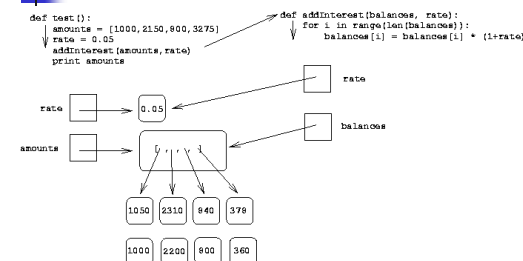 def test():
amounts = [1000,2150,800,3275]
rate = 0.05
addInterest(amounts,rate)
print amounts
def addInterest(balances, rate):
for i in range(len(balances)):
balances[i] = balances[i] * (1+rate)
rate
rate
0.05
balances
amounts
[ , , , ]
1050
2310
840
378
1000
2200
800
360